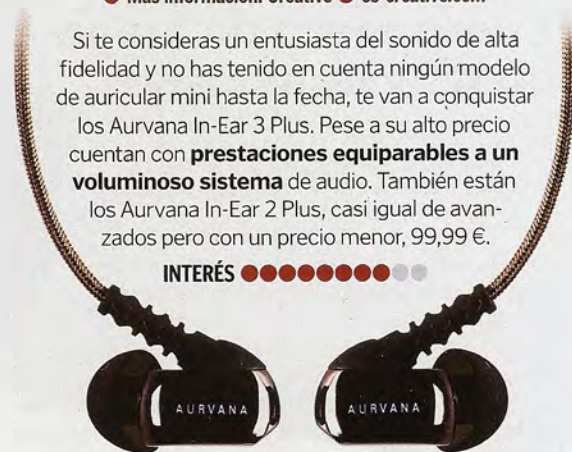 Si te consideras un entusiasta del sonido de alta
fidelidad y no has tenido en cuenta ningún modelo
de auricular mini hasta la fecha, te van a conquistar
los Aurvana In-Ear 3 Plus. Pese a su alto precio
cuentan con prestaciones equiparables a un
voluminoso sistema de audio. También están
los Aurvana In-Ear 2 Plus, casi igual de avan-
zados pero con un precio menor, 99,99 €.
INTERÉS
AURVANA
AURVANA